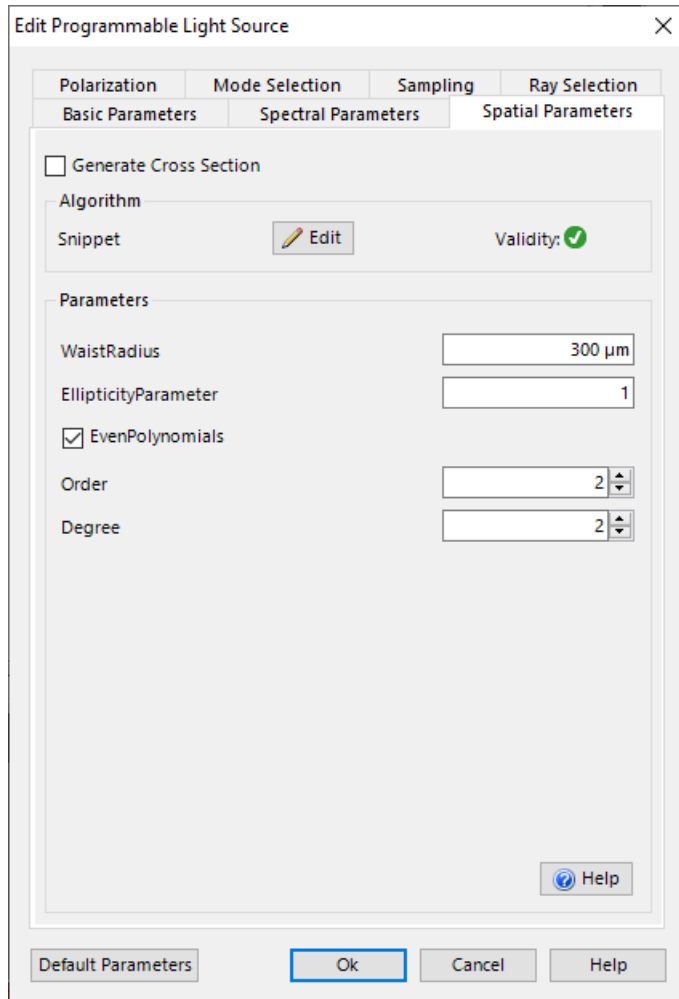 Edit Programmable Light Source
Polarization Mode Selection Sampling Ray Selection
Basic Parameters Spectral Parameters Spatial Parameters
Generate Cross Section
Algorithm
Snippet Edit Validity:
Parameters
WaistRadius 300 µm
EllipticityParameter 1
EvenPolynomials
Order 2
Degree 2
Help
Default Parameters Ok Cancel Help